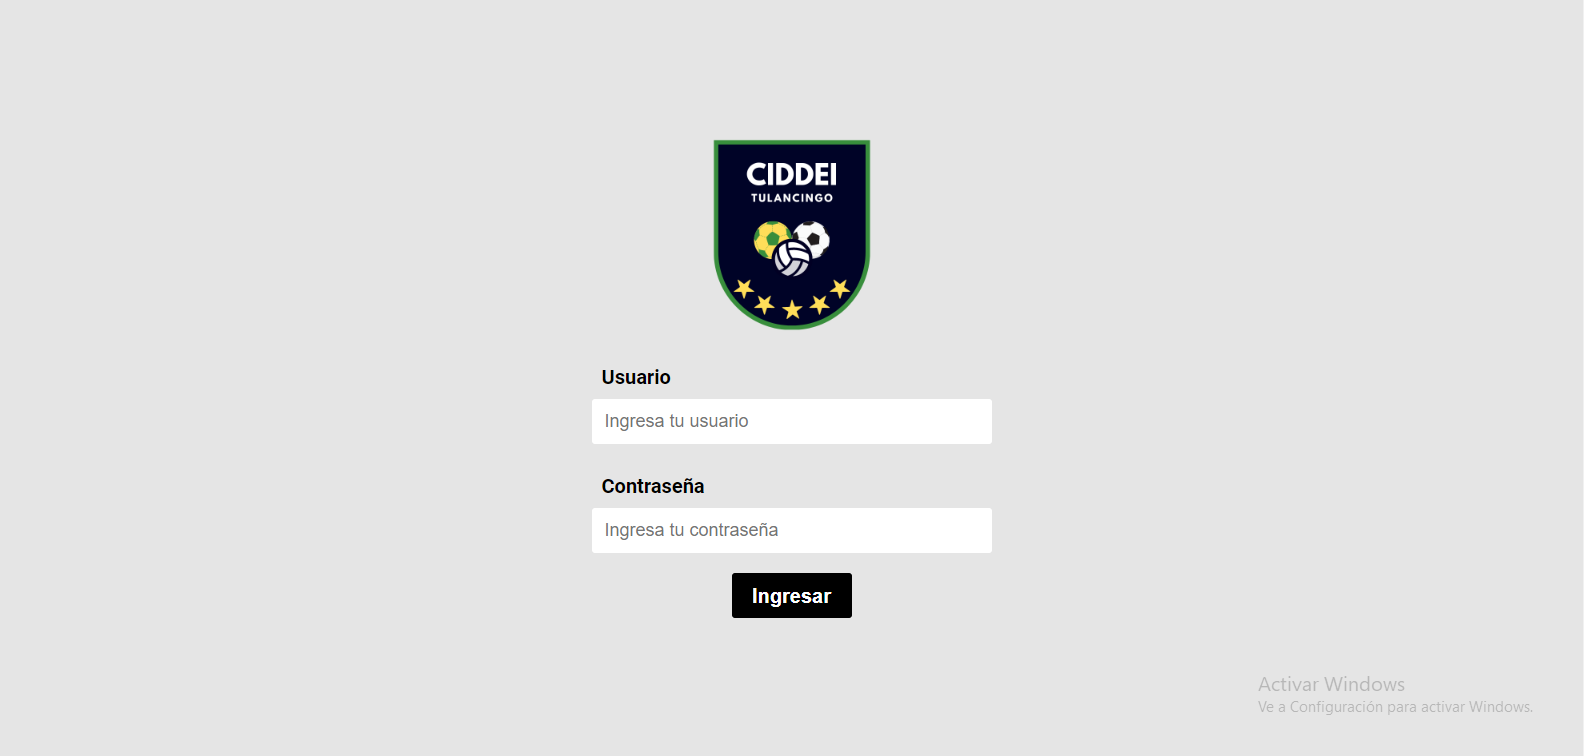 CIDDEI
TULANCINGO
Usuario
Ingresa tu usuario
Contraseña
Ingresa tu contraseña
Ingresar
Activar Windows
Ve a Configuración para activar Windows.